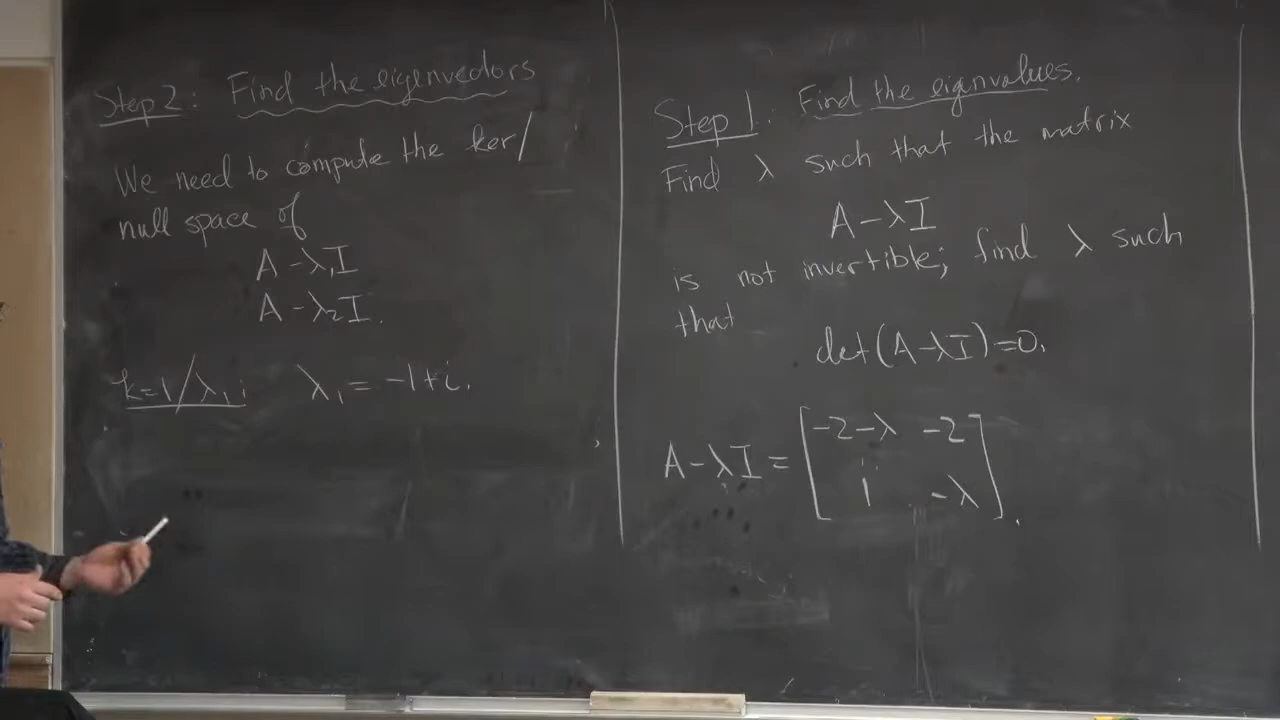 Step 2: Find the eigenvectors
We need to compute the ker/
null space of
A - λ₁I
A - λ₂I.
k=1/λ₁: λ₁ = -1+i.
Step 1: Find the eigenvalues.
Find λ such that the matrix
A - λI
is not invertible; find λ such
that
det(A - λI) = 0.
A - λI = [ -2-λ -2
1 -λ ].